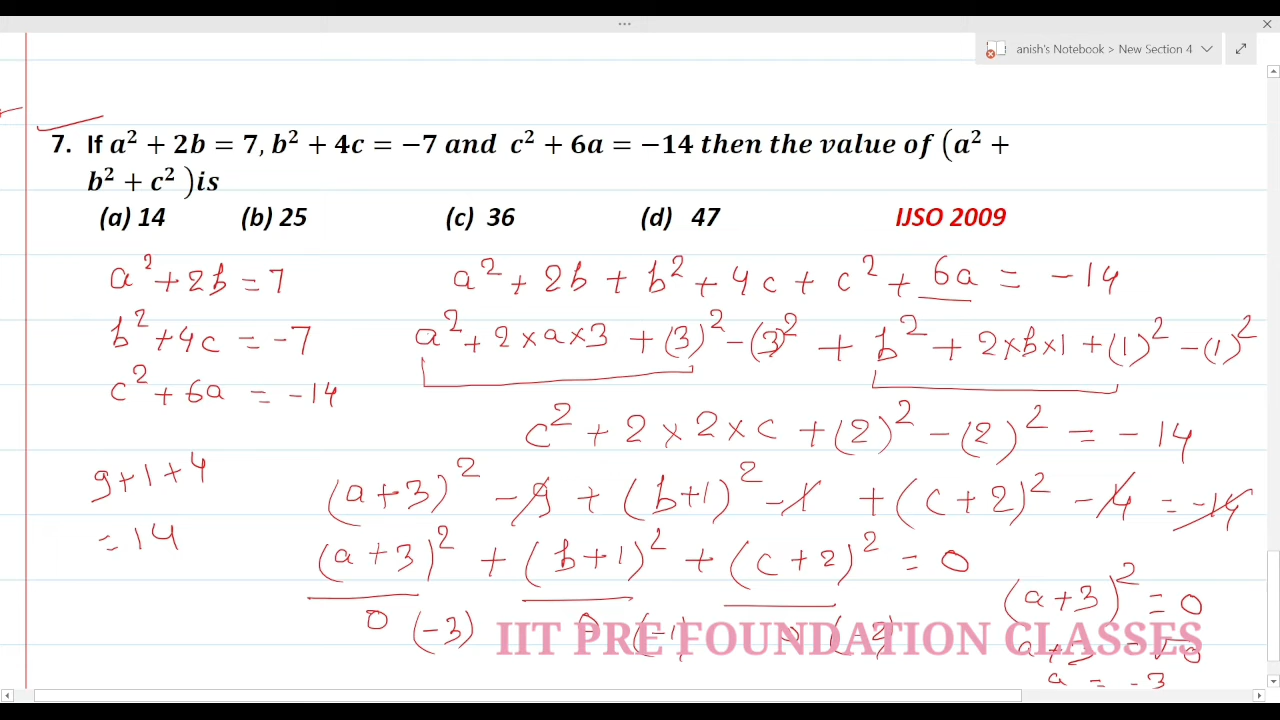 anish's Notebook > New Section 4
7. If a² + 2b = 7, b² + 4c = −7 and c² + 6a = −14 then the value of (a² +
b² + c² ) is
(a) 14 (b) 25 (c) 36 (d) 47 IJSO 2009
a² + 2b = 7
b² + 4c = -7
c² + 6a = -14
9+1+4
= 14
a² + 2b + b² + 4c + c² + 6a = -14
a² + 2×a×3 + (3)² - (3)² + b² + 2×b×1 + (1)² - (1)²
c² + 2×2×c + (2)² - (2)² = -14
(a+3)² - 9 + (b+1)² - 1 + (c+2)² - 4 = -14
(a+3)² + (b+1)² + (c+2)² = 0
0 (-3) 0 (-1) 0 (-2)
(a+3)² = 0
a = -3
IIT PRE FOUNDATION CLASSES